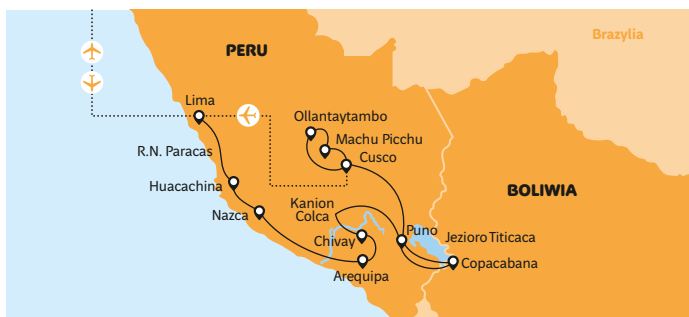 Brazylia
PERU
Lima
Ollantaytambo
Machu Picchu
R.N. Paracas
Cusco
Huacachina
BOLIWIA
Kanion
Colca
Nazca
Puno
Jezioro Titicaca
Chivay
Copacabana
Arequipa